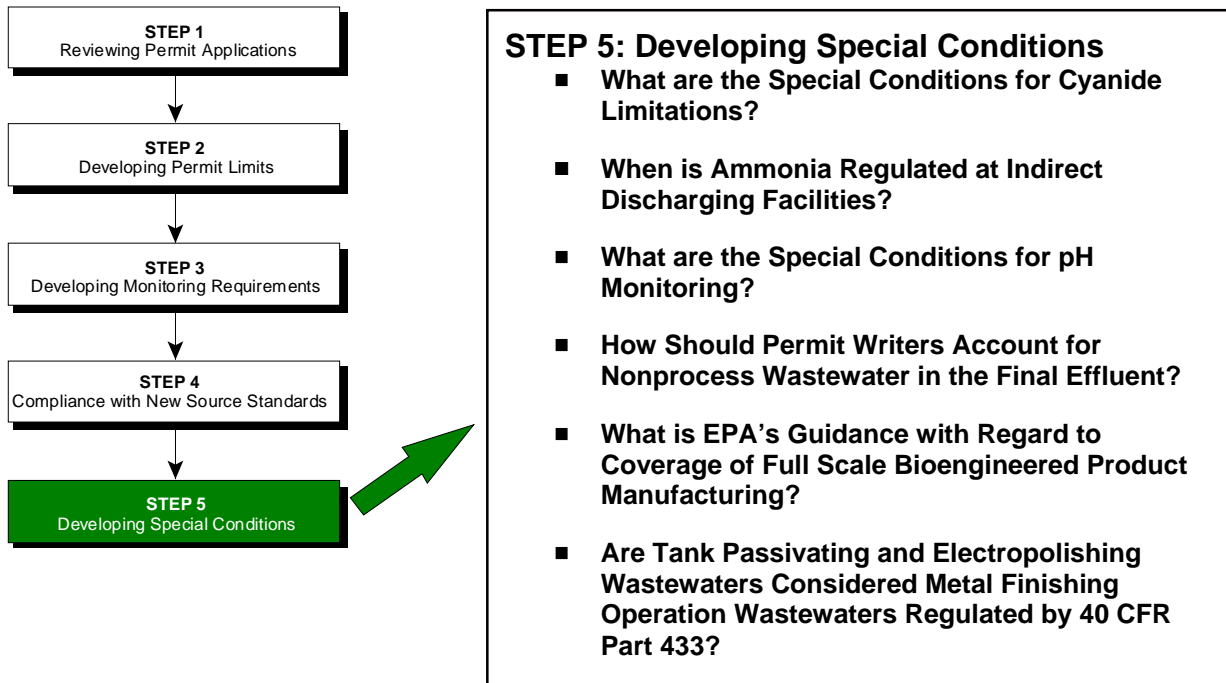 STEP 1
Reviewing Permit Applications
STEP 2
Developing Permit Limits
STEP 3
Developing Monitoring Requirements
STEP 4
Compliance with New Source Standards
STEP 5
Developing Special Conditions
STEP 5: Developing Special Conditions
■ What are the Special Conditions for Cyanide
Limitations?
■ When is Ammonia Regulated at Indirect
Discharging Facilities?
■ What are the Special Conditions for pH
Monitoring?
■ How Should Permit Writers Account for
Nonprocess Wastewater in the Final Effluent?
■ What is EPA’s Guidance with Regard to
Coverage of Full Scale Bioengineered Product
Manufacturing?
■ Are Tank Passivating and Electropolishing
Wastewaters Considered Metal Finishing
Operation Wastewaters Regulated by 40 CFR
Part 433?